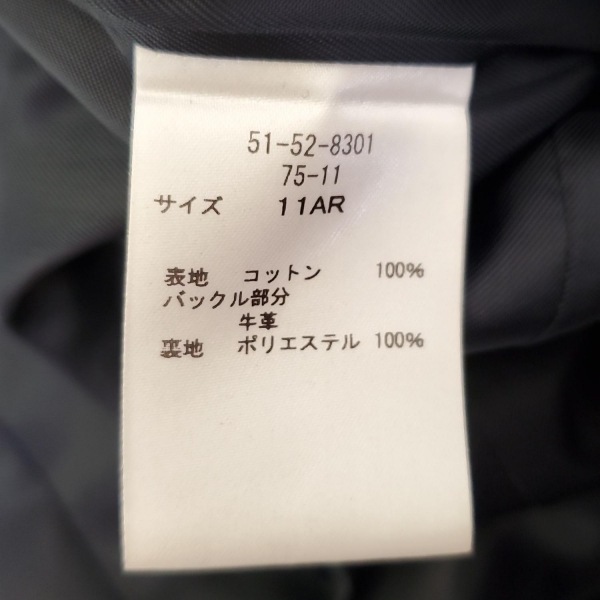 51-52-8301
75-11
サイズ 11AR
表地 コットン 100%
バックル部分
牛革
裏地 ポリエステル 100%